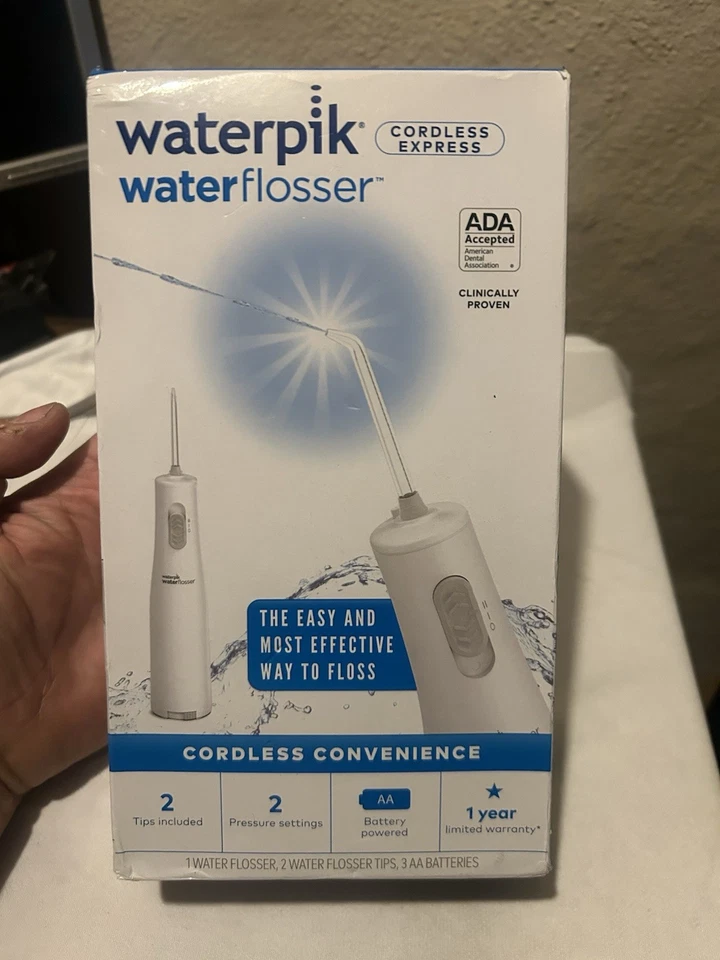 waterpik®
CORDLESS
EXPRESS
waterflosser™
ADA
Accepted
American
Dental
Association
®
CLINICALLY
PROVEN
waterpik
waterflosser
THE EASY AND
MOST EFFECTIVE
WAY TO FLOSS
CORDLESS CONVENIENCE
2
Tips included
2
Pressure settings
AA
Battery
powered
1 year
limited warranty*
1 WATER FLOSSER, 2 WATER FLOSSER TIPS, 3 AA BATTERIES